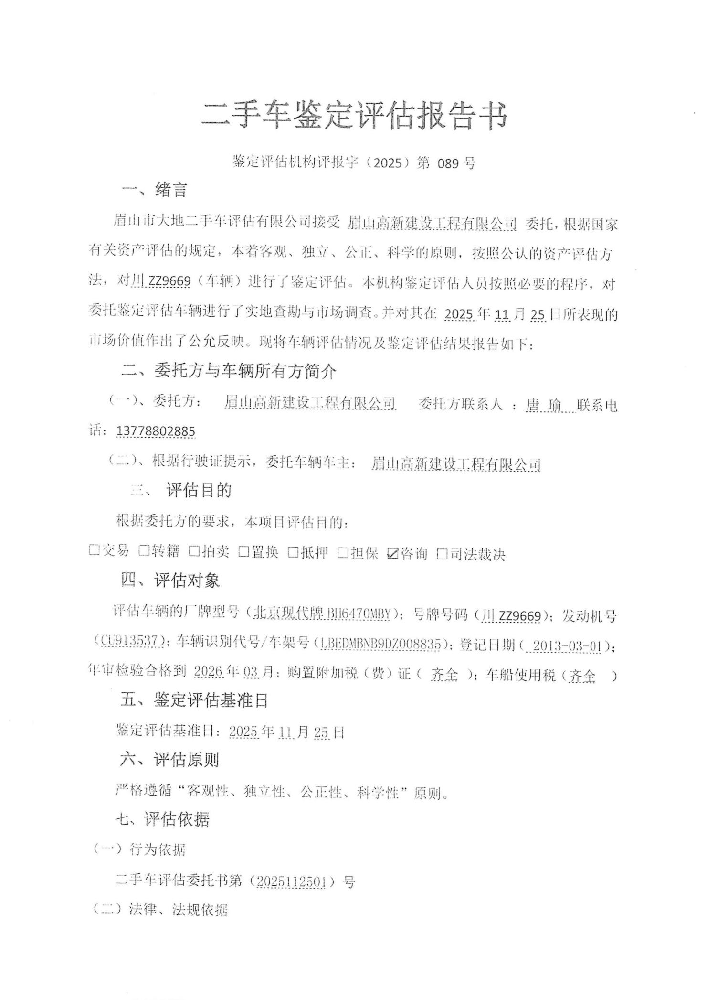 二手车鉴定评估报告书
鉴定评估机构评报字（2025）第 089 号
一、绪言
眉山市大地二手车评估有限公司接受 眉山高新建设工程有限公司 委托，根据国家
有关资产评估的规定，本着客观、独立、公正、科学的原则，按照公认的资产评估方
法，对川 ZZ9669（车辆）进行了鉴定评估。本机构鉴定评估人员按照必要的程序，对
委托鉴定评估车辆进行了实地查勘与市场调查。并对其在 2025 年 11 月 25 日所表现的
市场价值作出了公允反映。现将车辆评估情况及鉴定评估结果报告如下：
二、委托方与车辆所有方简介
（一）、委托方： 眉山高新建设工程有限公司 委托方联系人 ：唐 瑜 联系电
话：13778802885
（二）、根据行驶证提示，委托车辆车主： 眉山高新建设工程有限公司
三、 评估目的
根据委托方的要求，本项目评估目的：
□交易 □转籍 □拍卖 □置换 □抵押 □担保 ☑咨询 □司法裁决
四、评估对象
评估车辆的厂牌型号（北京现代牌 BH6470MBY）；号牌号码（川 ZZ9669）；发动机号
（CU913537）；车辆识别代号/车架号（LBEDMBNB9DZ008835）；登记日期（ 2013-03-01）；
年审检验合格到 2026 年 03 月；购置附加税（费）证（ 齐全 ）；车船使用税（齐全 ）
五、鉴定评估基准日
鉴定评估基准日：2025 年 11 月 25 日
六、评估原则
严格遵循“客观性、独立性、公正性、科学性”原则。
七、评估依据
（一）行为依据
二手车评估委托书第（2025112501）号
（二）法律、法规依据